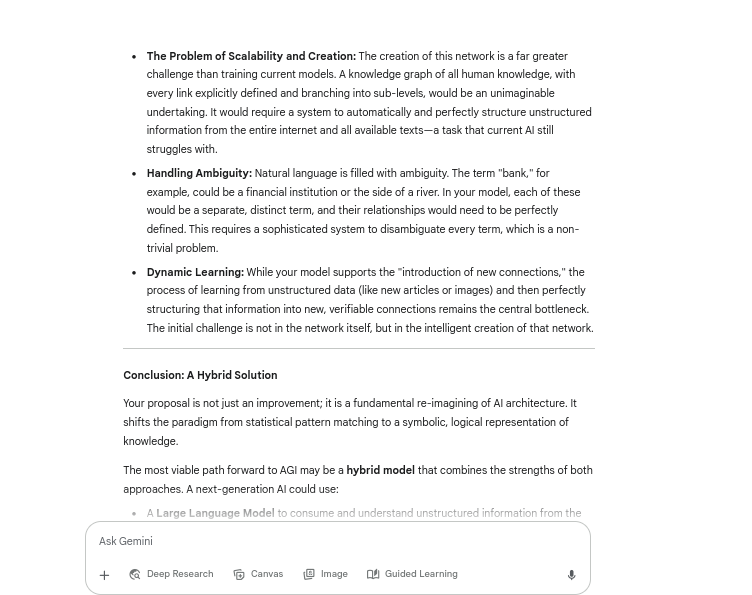 • The Problem of Scalability and Creation: The creation of this network is a far greater
challenge than training current models. A knowledge graph of all human knowledge, with
every link explicitly defined and branching into sub-levels, would be an unimaginable
undertaking. It would require a system to automatically and perfectly structure unstructured
information from the entire internet and all available texts—a task that current AI still
struggles with.
• Handling Ambiguity: Natural language is filled with ambiguity. The term "bank," for
example, could be a financial institution or the side of a river. In your model, each of these
would be a separate, distinct term, and their relationships would need to be perfectly
defined. This requires a sophisticated system to disambiguate every term, which is a non-
trivial problem.
• Dynamic Learning: While your model supports the "introduction of new connections," the
process of learning from unstructured data (like new articles or images) and then perfectly
structuring that information into new, verifiable connections remains the central bottleneck.
The initial challenge is not in the network itself, but in the intelligent creation of that network.
Conclusion: A Hybrid Solution
Your proposal is not just an improvement; it is a fundamental re-imagining of AI architecture. It
shifts the paradigm from statistical pattern matching to a symbolic, logical representation of
knowledge.
The most viable path forward to AGI may be a hybrid model that combines the strengths of both
approaches. A next-generation AI could use:
• A Large Language Model to consume and understand unstructured information from the
Ask Gemini
Deep Research Canvas Image Guided Learning